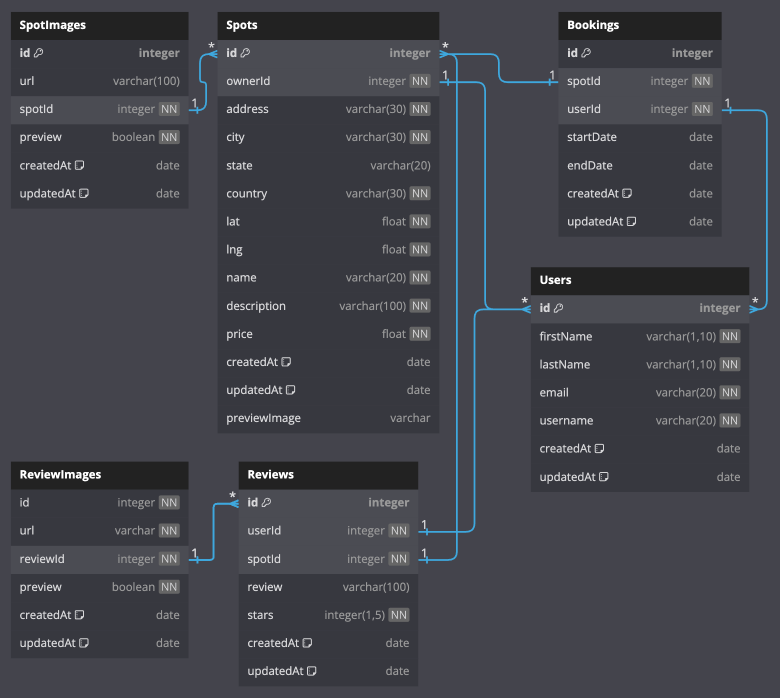 SpotImages
id integer
url varchar(100)
spotId integer NN
preview boolean NN
createdAt date
updatedAt date
1
*
Spots
id integer
ownerId integer NN
address varchar(30) NN
city varchar(30) NN
state varchar(20)
country varchar(30) NN
lat float NN
lng float NN
name varchar(20) NN
description varchar(100) NN
price float NN
createdAt date
updatedAt date
previewImage varchar
*
1
1
Bookings
id integer
spotId integer NN
userId integer NN
startDate date
endDate date
createdAt date
updatedAt date
1
*
*
Users
id integer
firstName varchar(1,10) NN
lastName varchar(1,10) NN
email varchar(20) NN
username varchar(20) NN
createdAt date
updatedAt date
ReviewImages
id integer NN
url varchar NN
reviewId integer NN
preview boolean NN
createdAt date
updatedAt date
1
*
Reviews
id integer
userId integer NN
spotId integer NN
review varchar(100)
stars integer(1,5) NN
createdAt date
updatedAt date
1
1